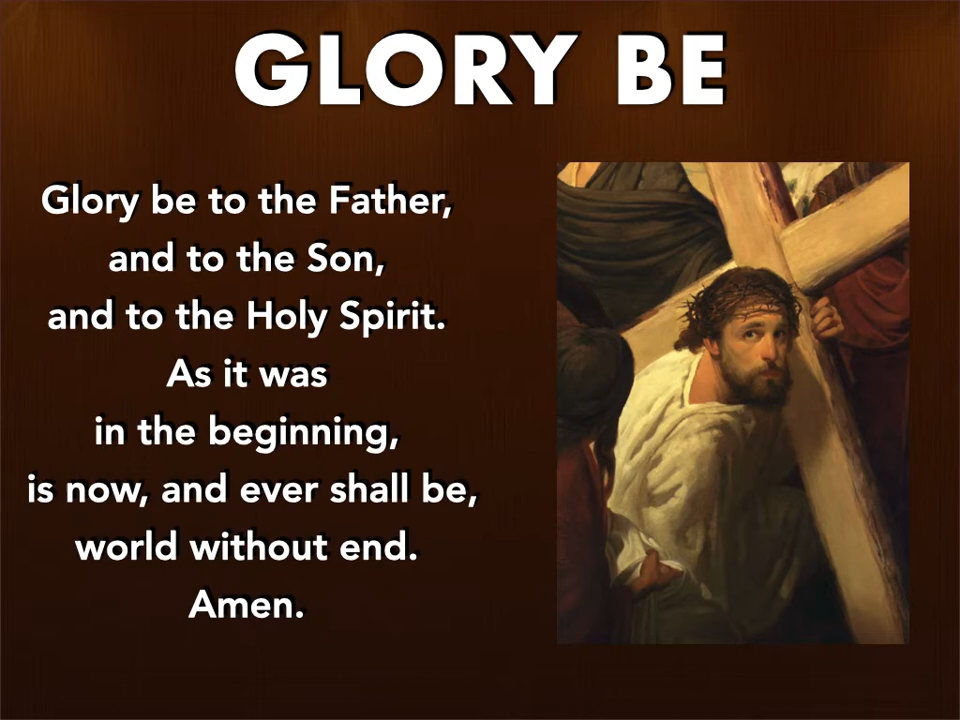 GLORY BE
Glory be to the Father,
and to the Son,
and to the Holy Spirit.
As it was
in the beginning,
is now, and ever shall be,
world without end.
Amen.